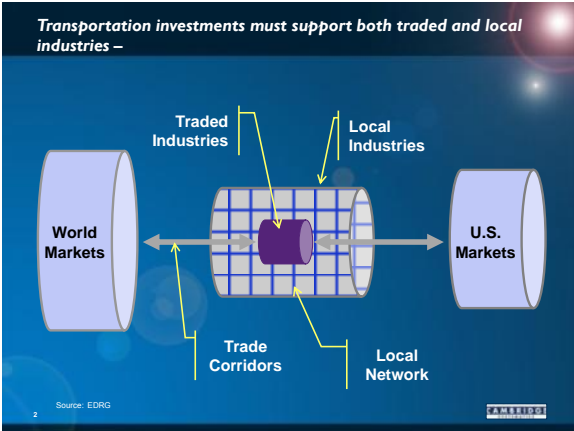 Transportation investments must support both traded and local
industries –
Traded
Industries
Local
Industries
World
Markets
U.S.
Markets
Trade
Corridors
Local
Network
Source: EDRG
2
CAMBRIDGE